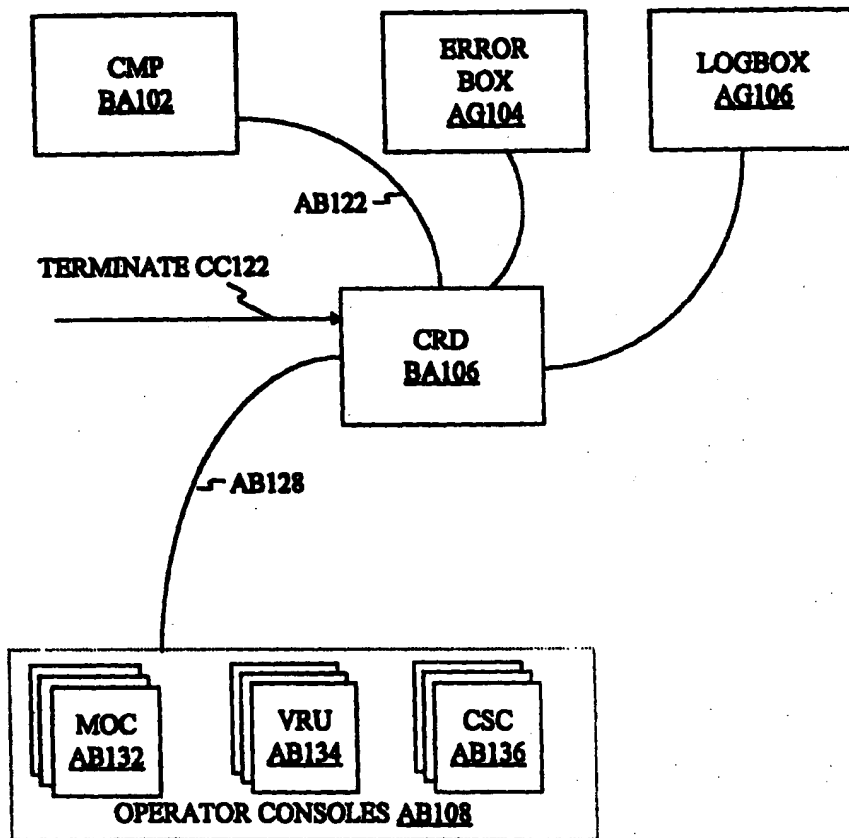 CMP
BA102
ERROR
BOX
AG104
LOGBOX
AG106
AB122
TERMINATE CC122
CRD
BA106
AB128
MOC
AB132
VRU
AB134
CSC
AB136
OPERATOR CONSOLES AB108